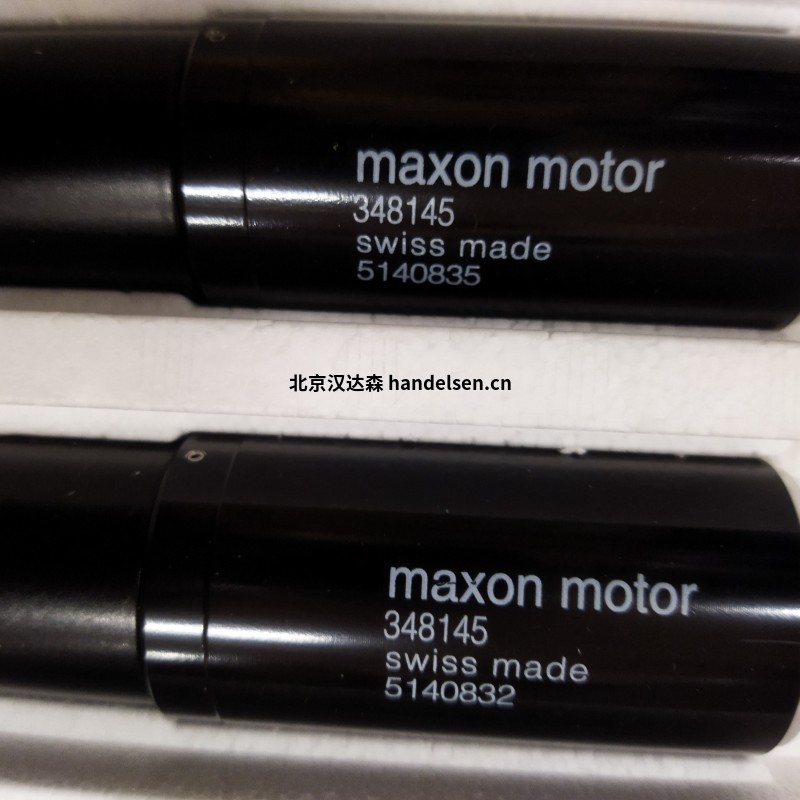 maxon motor
348145
swiss made
5140835
北京汉达森 handelsen.cn
maxon motor
348145
swiss made
5140832